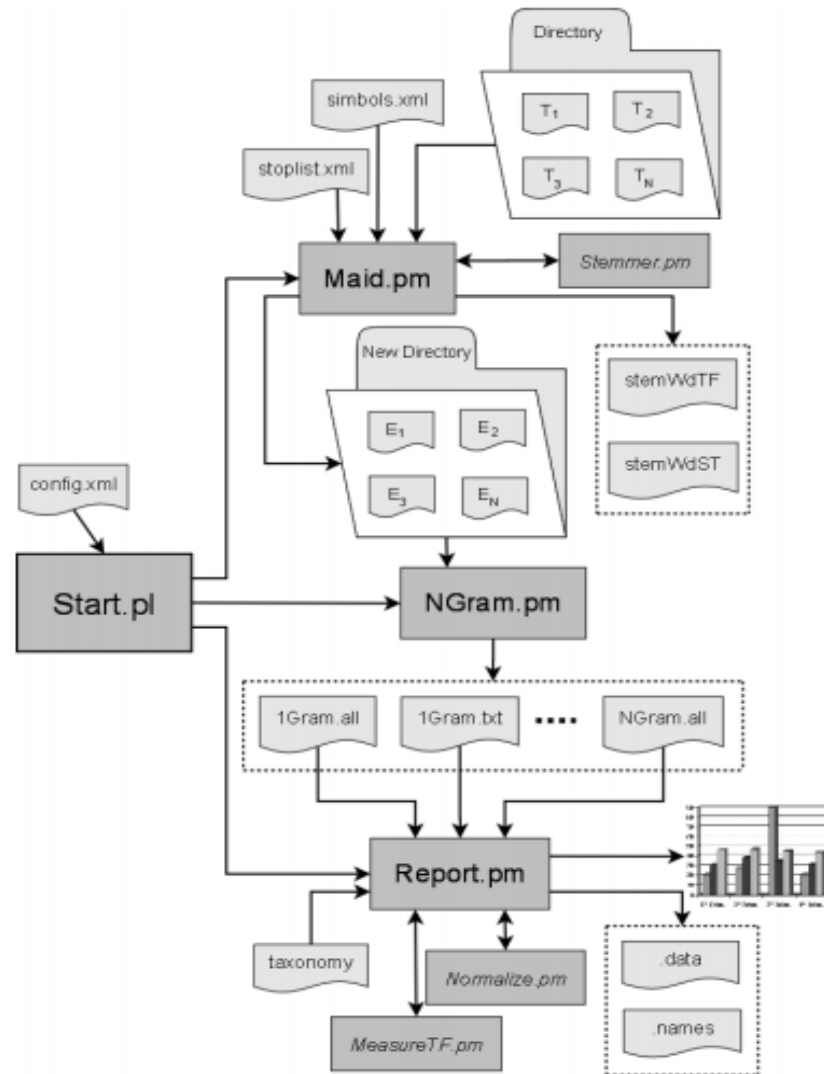 Directory
simbols.xml
T1
T2
stoplist.xml
T3
TN
Maid.pm
Stemmer.pm
New Directory
stemWdTF
E1
E2
stemWdST
config.xml
E3
EN
Start.pl
NGram.pm
1Gram.all
1Gram.txt
NGram.all
Report.pm
taxonomy
Normalize.pm
.data
.names
MeasureTF.pm